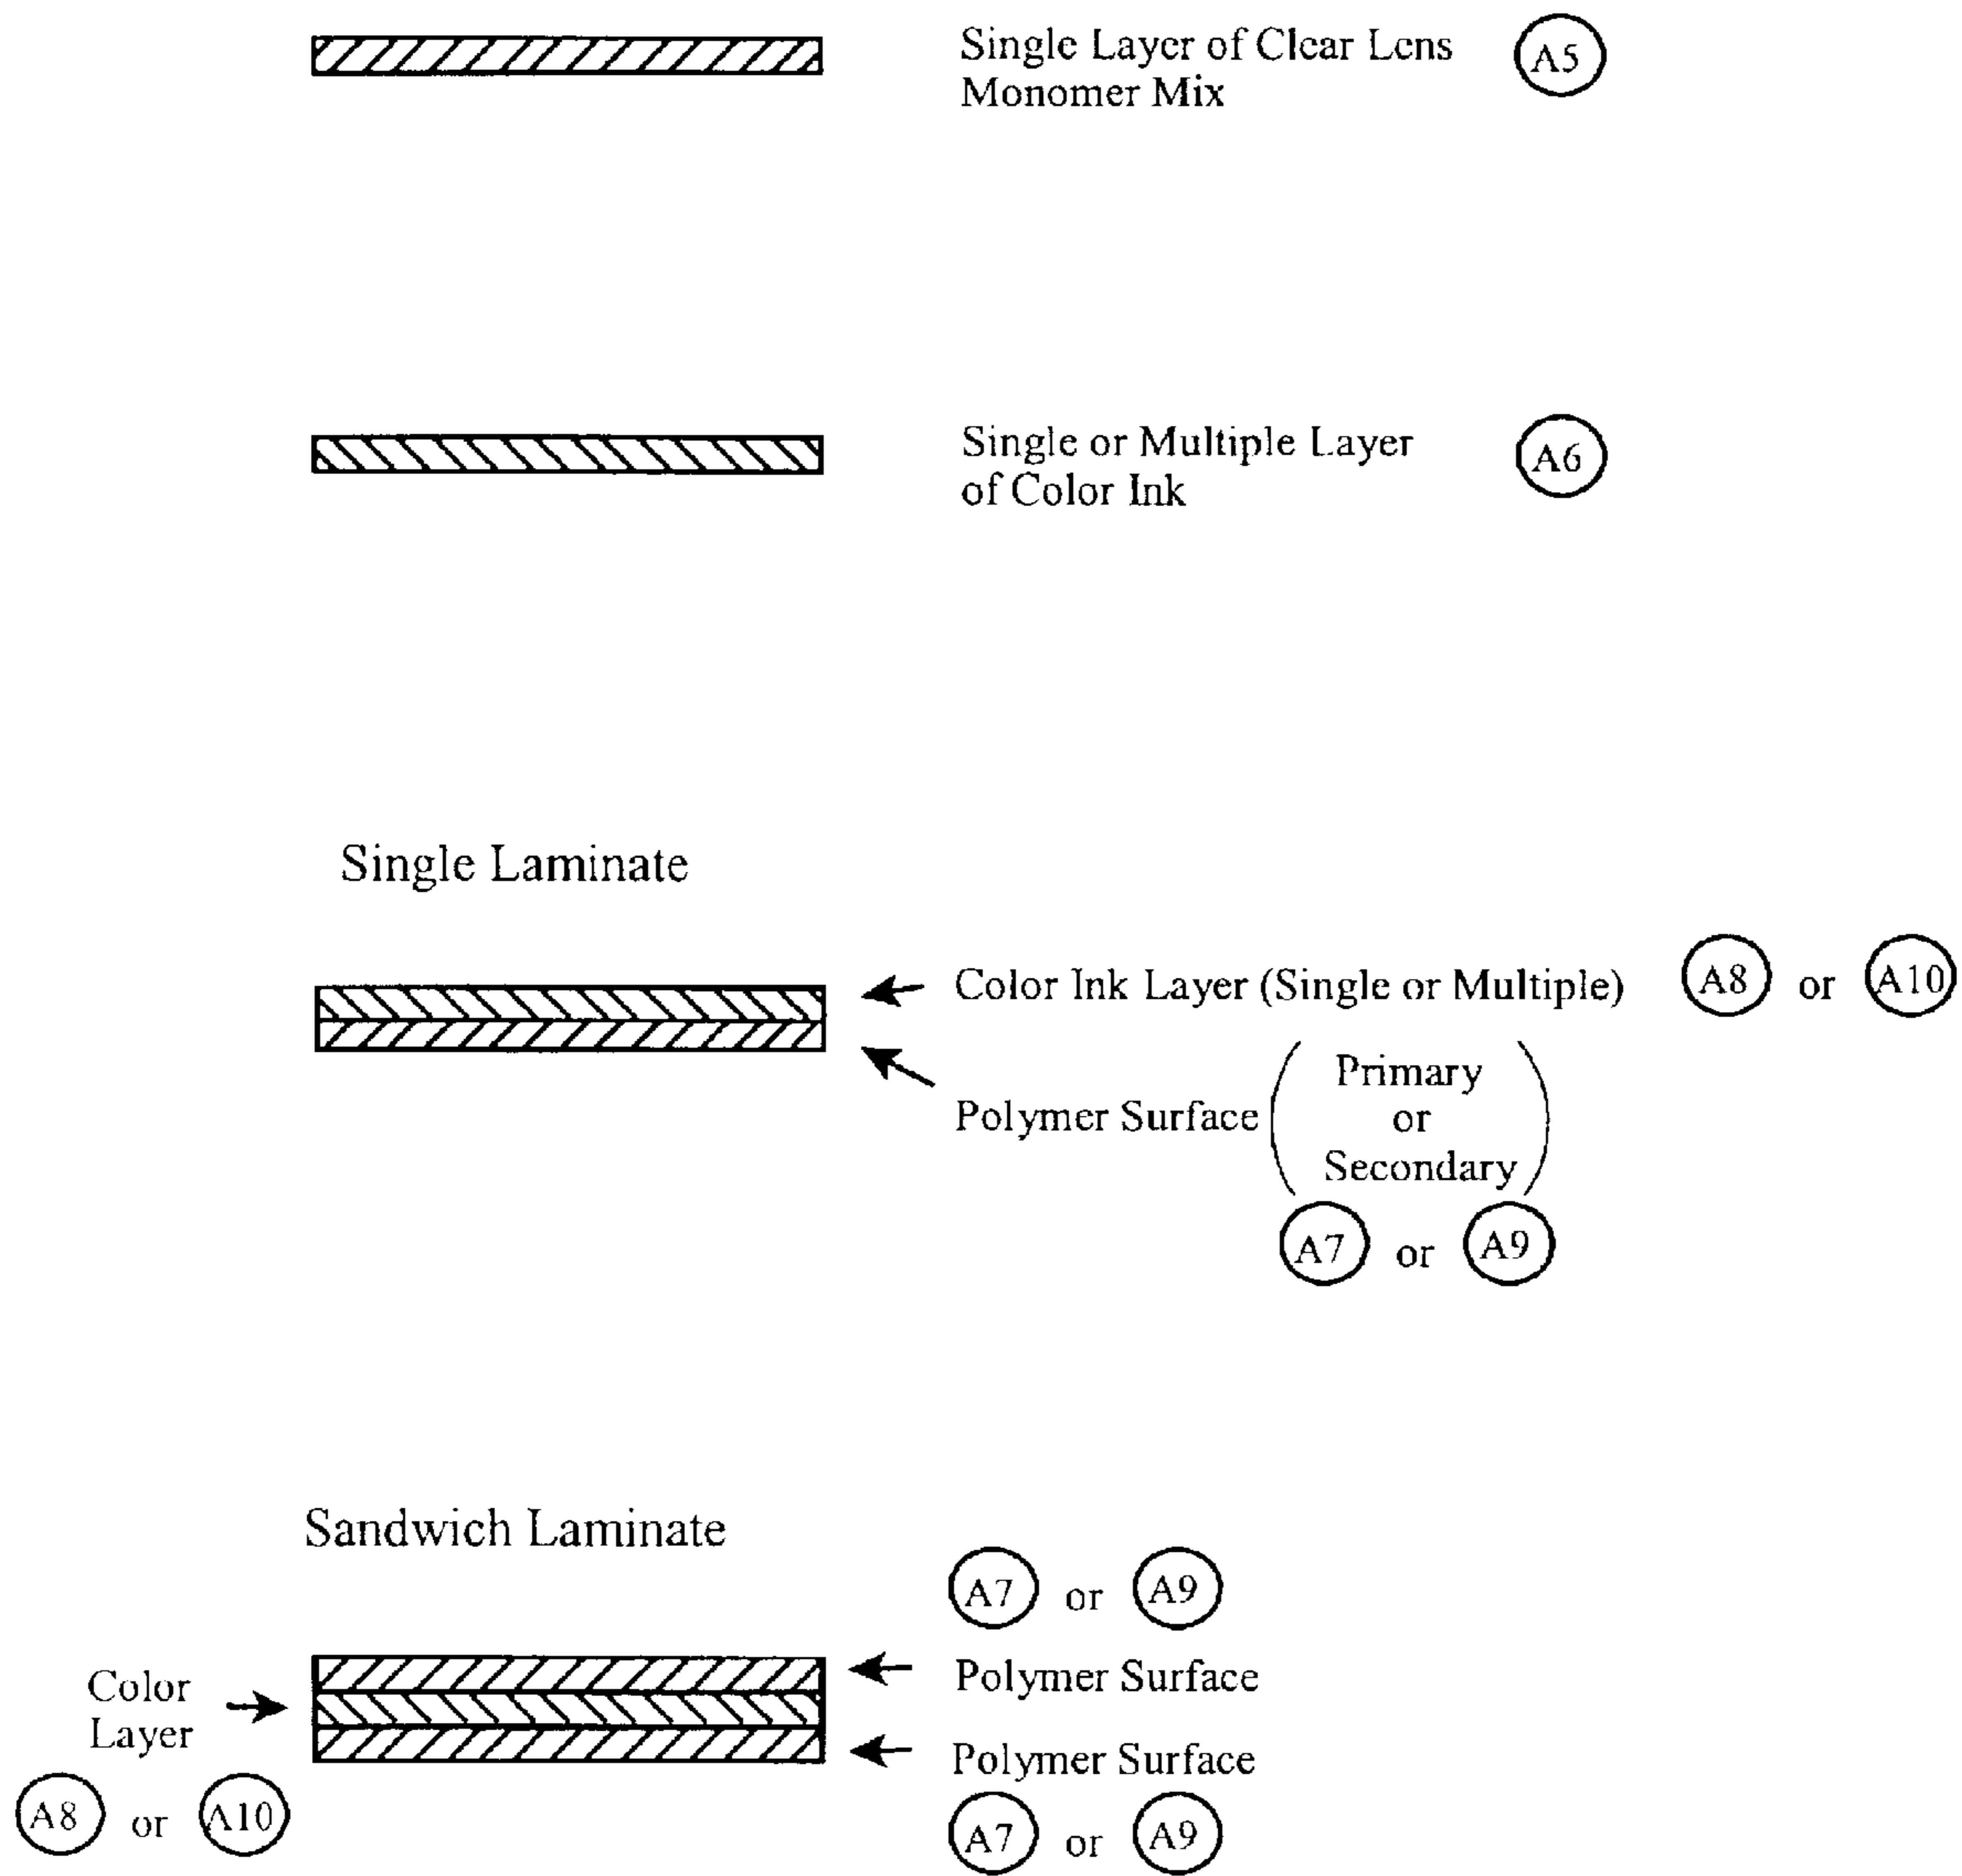 Single Layer of Clear Lens A5
Monomer Mix
Single or Multiple Layer A6
of Color Ink
Single Laminate
Color Ink Layer (Single or Multiple) A8 or A10
Polymer Surface ( Primary
or
Secondary )
A7 or A9
Sandwich Laminate
A7 or A9
Polymer Surface
Color
Layer
A8 or A10
Polymer Surface
A7 or A9